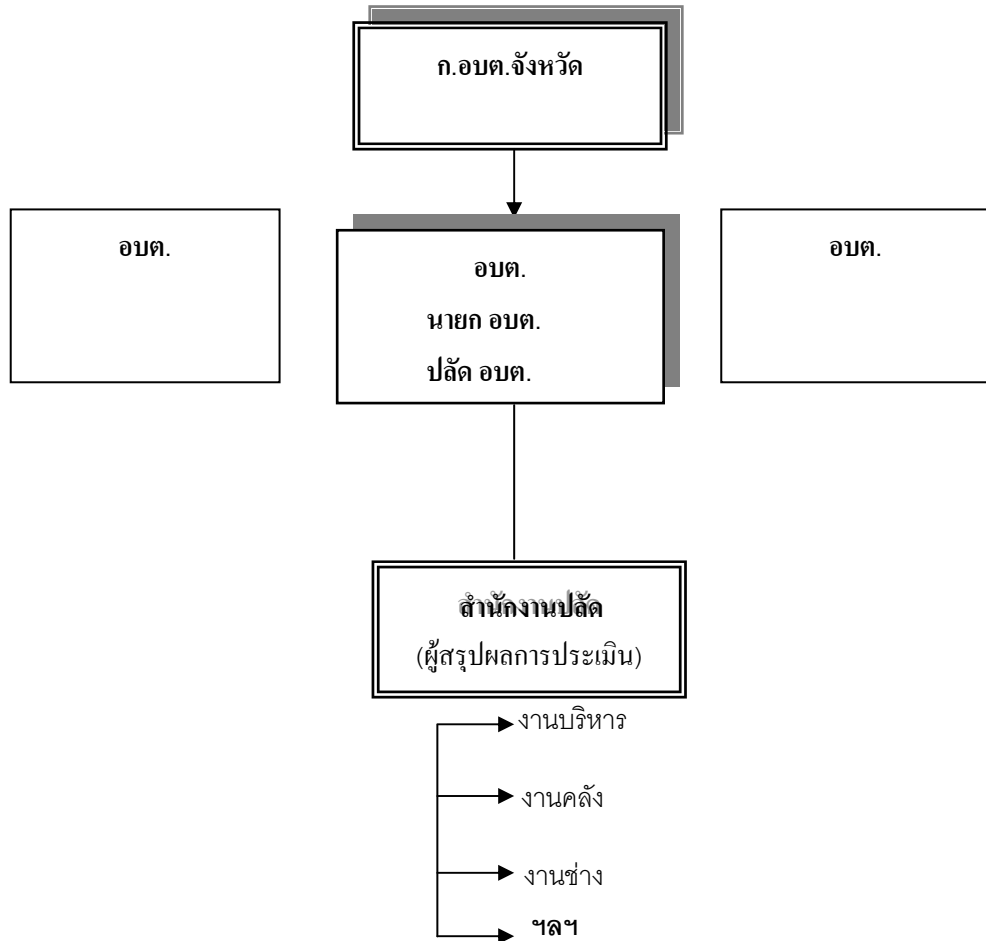 ก.อบต.จังหวัด
อบต.
อบต.
นายก อบต.
ปลัด อบต.
อบต.
สำนักงานปลัด
(ผู้สรุปผลการประเมิน)
งานบริหาร
งานคลัง
งานช่าง
ฯลฯ